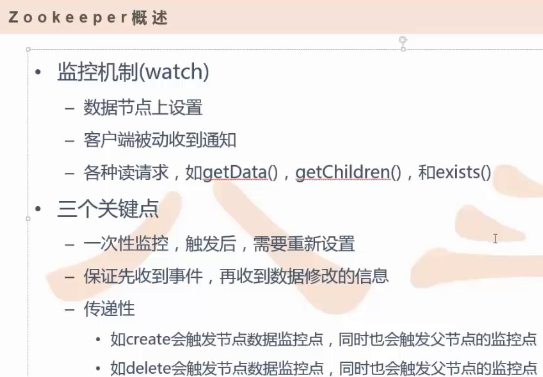 Zookeeper概述
• 监控机制(watch)
– 数据节点上设置
– 客户端被动收到通知
– 各种读请求，如getData()，getChildren()，和exists()
• 三个关键点
– 一次性监控，触发后，需要重新设置
– 保证先收到事件，再收到数据修改的信息
– 传递性
• 如create会触发节点数据监控点，同时也会触发父节点的监控点
• 如delete会触发节点数据监控点，同时也会触发父节点的监控点